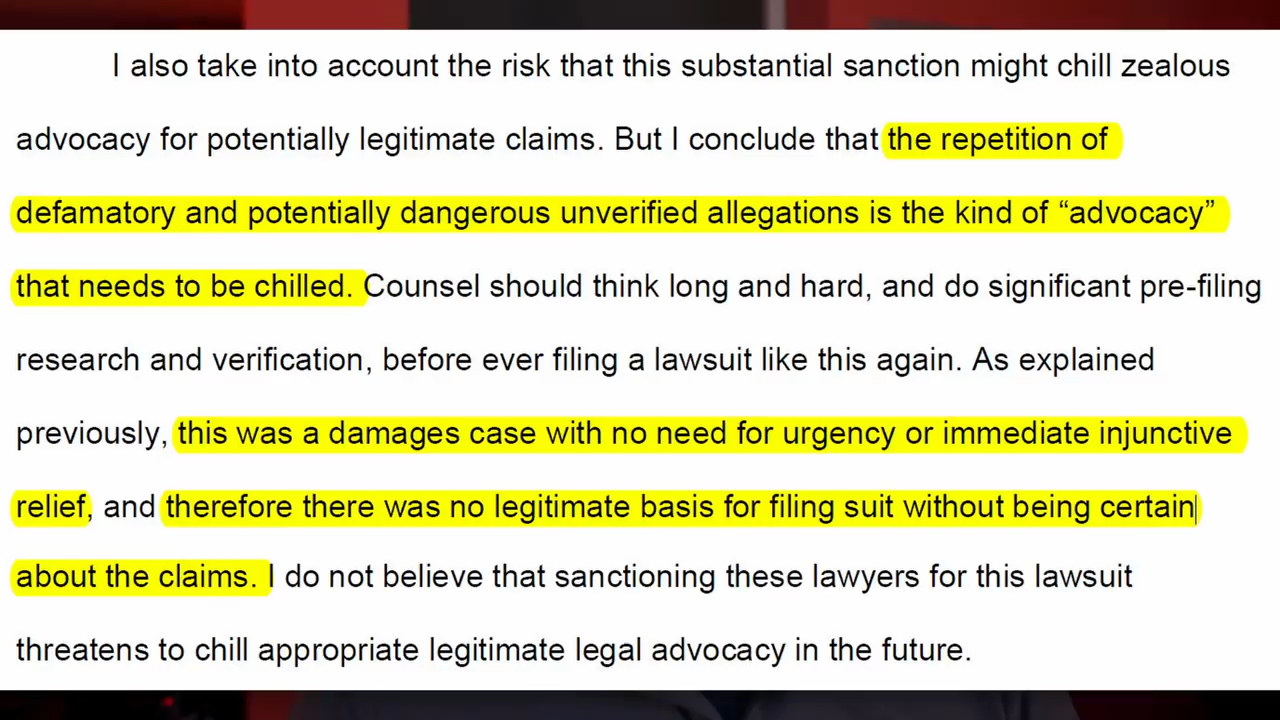 I also take into account the risk that this substantial sanction might chill zealous
advocacy for potentially legitimate claims. But I conclude that the repetition of
defamatory and potentially dangerous unverified allegations is the kind of “advocacy”
that needs to be chilled. Counsel should think long and hard, and do significant pre-filing
research and verification, before ever filing a lawsuit like this again. As explained
previously, this was a damages case with no need for urgency or immediate injunctive
relief, and therefore there was no legitimate basis for filing suit without being certain
about the claims. I do not believe that sanctioning these lawyers for this lawsuit
threatens to chill appropriate legitimate legal advocacy in the future.